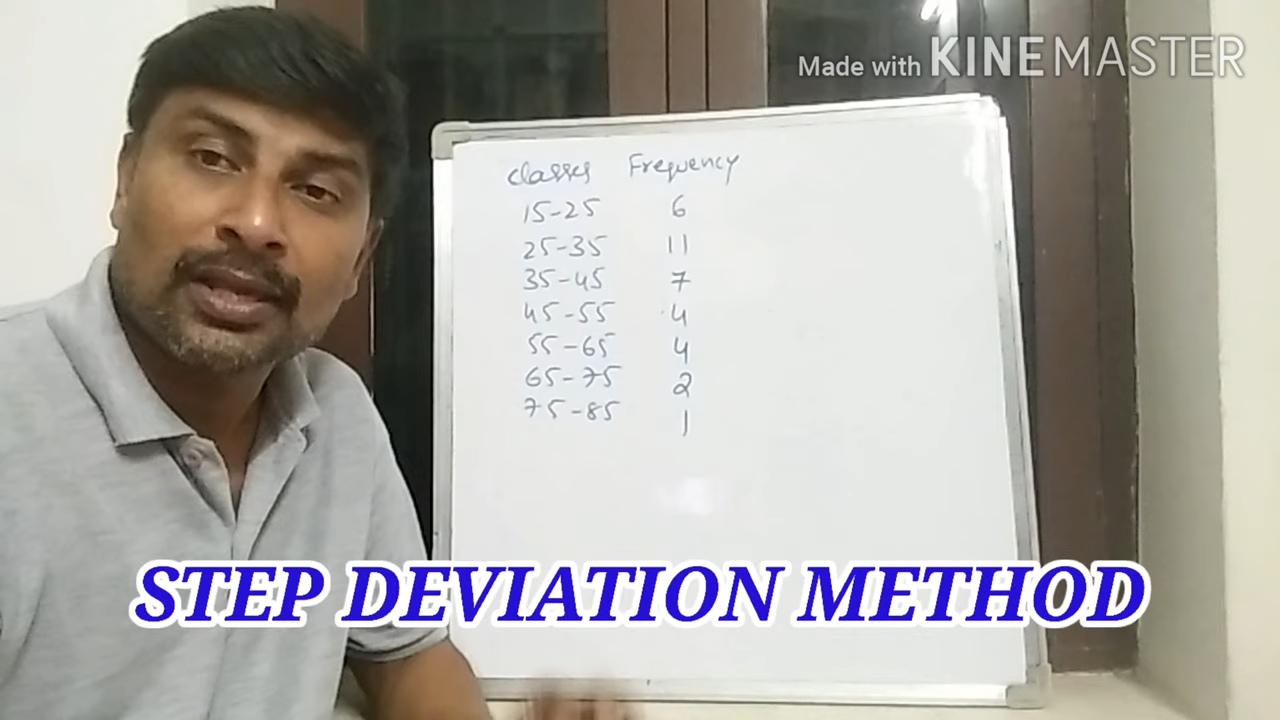 Made with KINEMASTER
classes Frequency
15-25 6
25-35 11
35-45 7
45-55 4
55-65 4
65-75 2
75-85 1
STEP DEVIATION METHOD